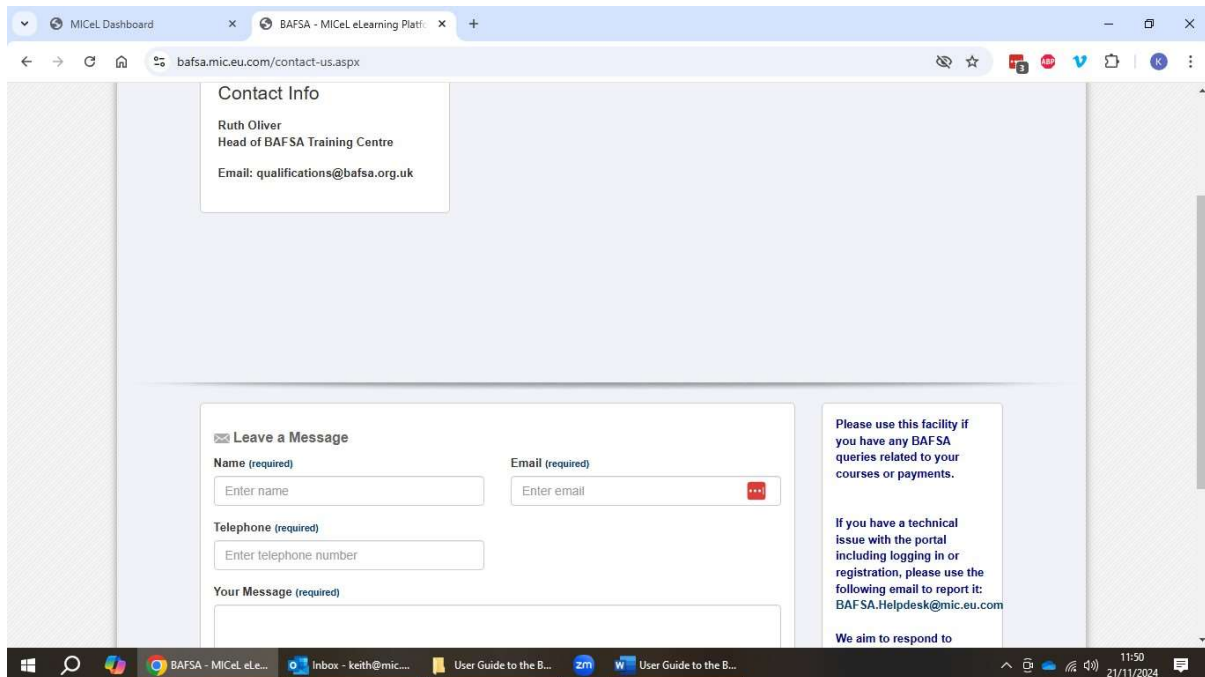 MICeL Dashboard
BAFSA - MICeL eLearning Platfo
bafsa.mic.eu.com/contact-us.aspx
3
ABP
K
Contact Info
Ruth Oliver
Head of BAFSA Training Centre
Email: qualifications@bafsa.org.uk
Leave a Message
Name (required)
Email (required)
Enter name
Enter email
Telephone (required)
Enter telephone number
Your Message (required)
Please use this facility if
you have any BAFSA
queries related to your
courses or payments.
If you have a technical
issue with the portal
including logging in or
registration, please use the
following email to report it:
BAFSA.Helpdesk@mic.eu.com
We aim to respond to
BAFSA - MICeL eLe...
Inbox - keith@mic....
User Guide to the B...
zm
User Guide to the B...
11:50
21/11/2024